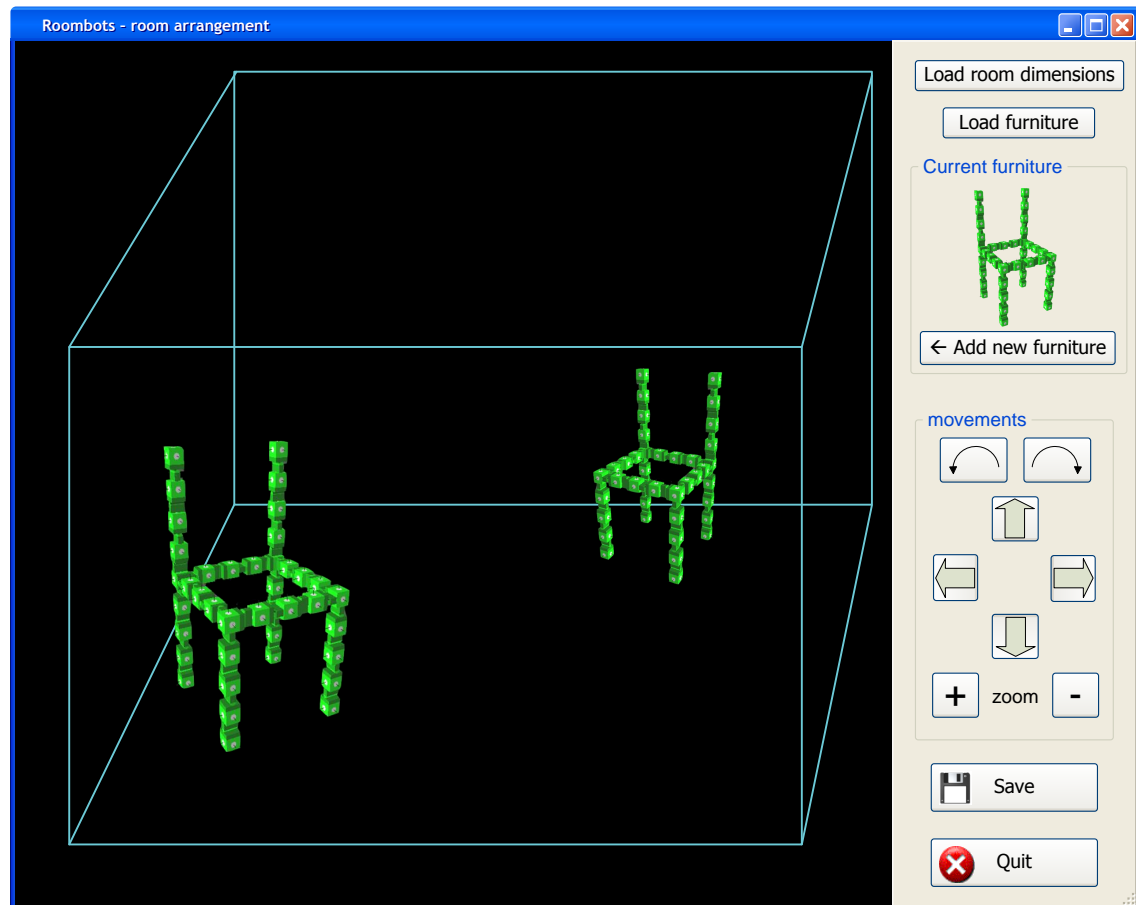 Roombots - room arrangement
Load room dimensions
Load furniture
Current furniture
← Add new furniture
movements
+ zoom -
Save
Quit